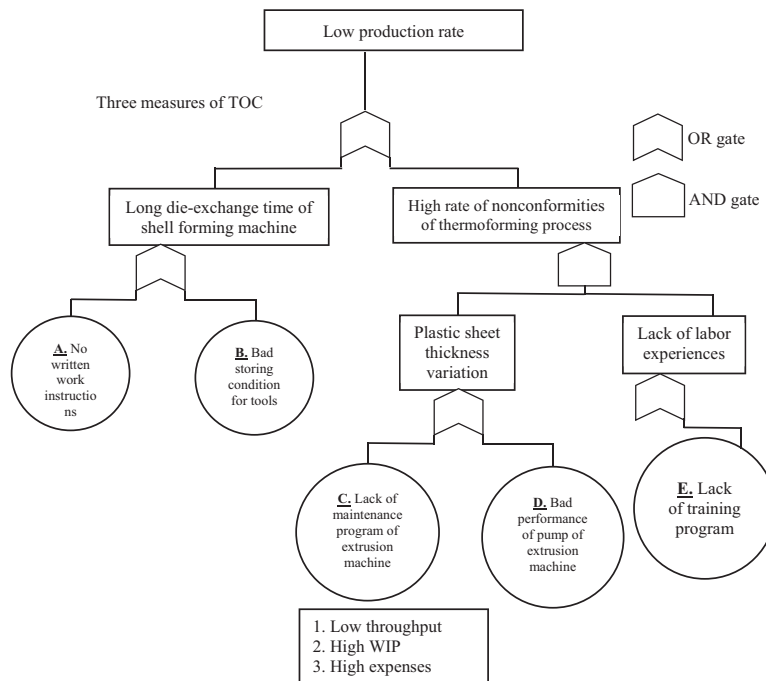 Low production rate
Three measures of TOC
OR gate
AND gate
Long die-exchange time of
shell forming machine
High rate of nonconformities
of thermoforming process
A. No
written
work
instructio
ns
B. Bad
storing
condition
for tools
Plastic sheet
thickness
variation
Lack of labor
experiences
C. Lack of
maintenance
program of
extrusion
machine
D. Bad
performance
of pump of
extrusion
machine
E. Lack
of training
program
1. Low throughput
2. High WIP
3. High expenses